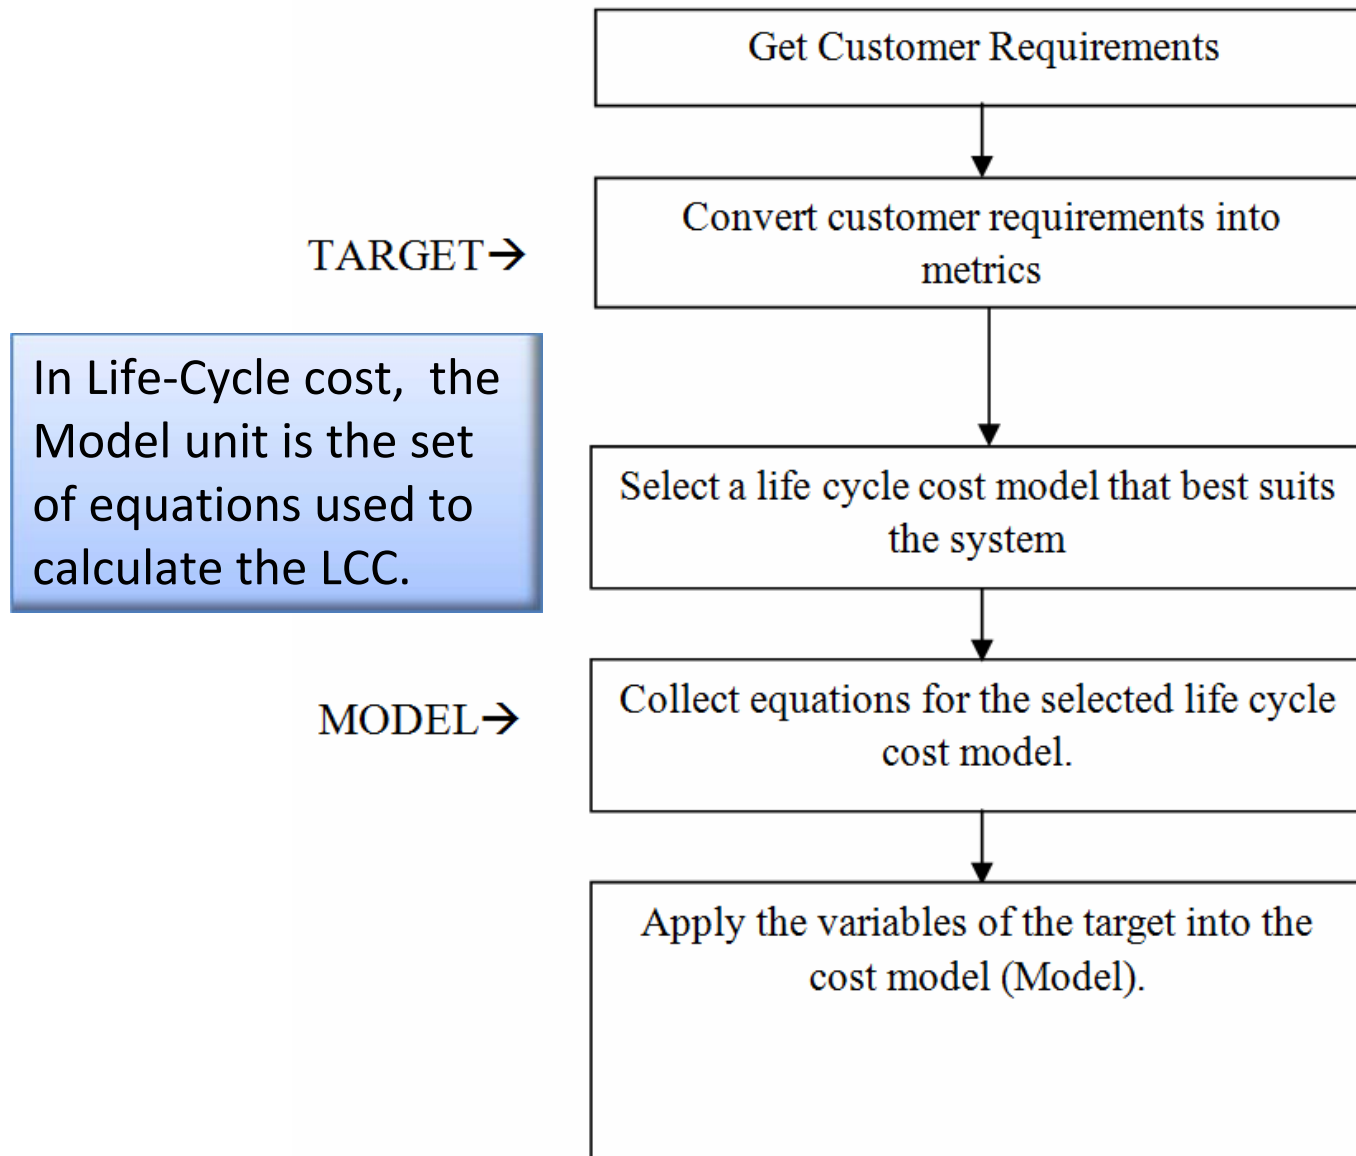 Get Customer Requirements
Convert customer requirements into
metrics
TARGET→
In Life-Cycle cost,  the
Model unit is the set
of equations used to
calculate the LCC.
Select a life cycle cost model that best suits
the system
MODEL→
Collect equations for the selected life cycle
cost model.
Apply the variables of the target into the
cost model (Model).